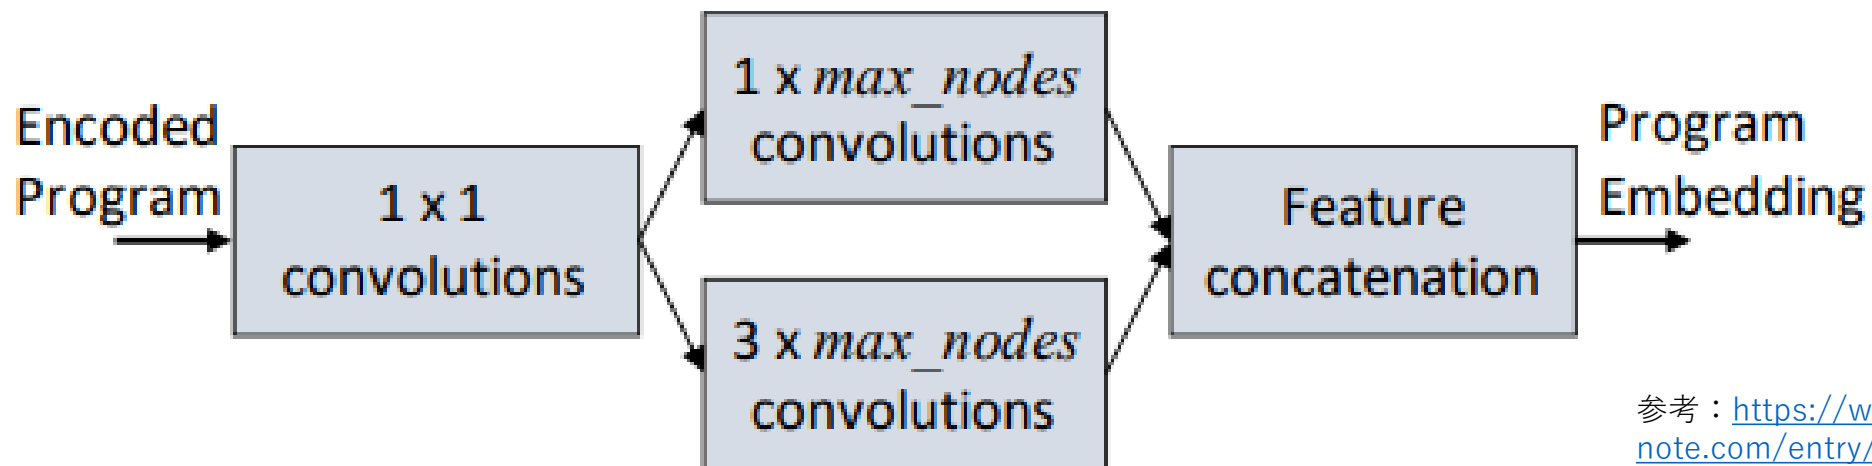 Encoded
Program
1 x 1
convolutions
1 x max_nodes
convolutions
3 x max_nodes
convolutions
Feature
concatenation
Program
Embedding
参考：https://w
note.com/entry/